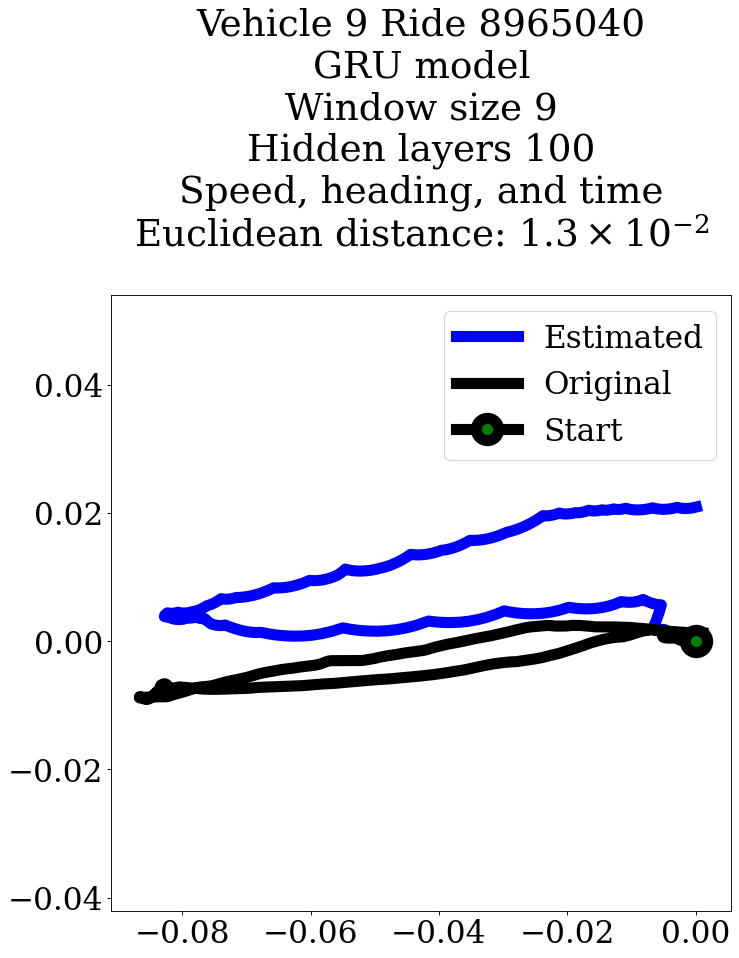 Vehicle 9 Ride 8965040
GRU model
Window size 9
Hidden layers 100
Speed, heading, and time
Euclidean distance: 1.3 × 10⁻²
Estimated
Original
Start
0.04
0.02
0.00
−0.02
−0.04
−0.08 −0.06 −0.04 −0.02 0.00